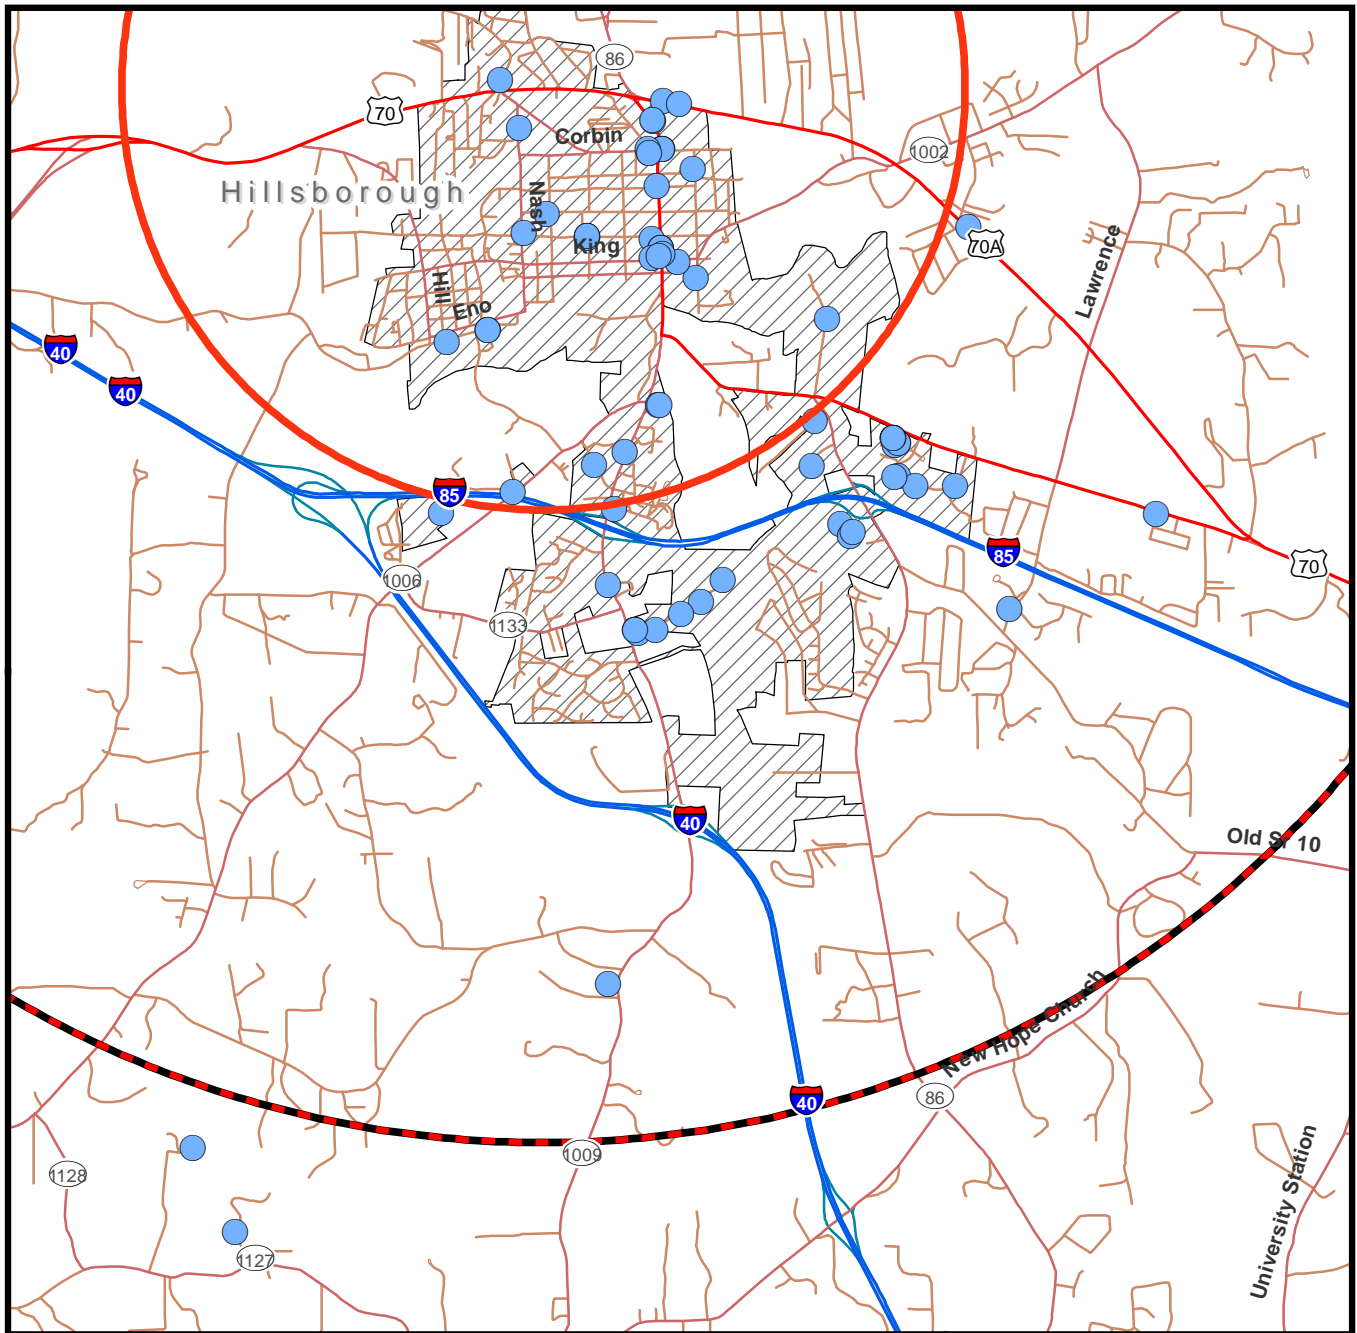 86
70
Corbin
1002
Hillsborough
Nash
70A
King
Lawrence
Hill
Eno
40
40
85
85
70
1006
1133
40
Old Sr 10
New Hope Church
40
86
1009
1128
University Station
1127